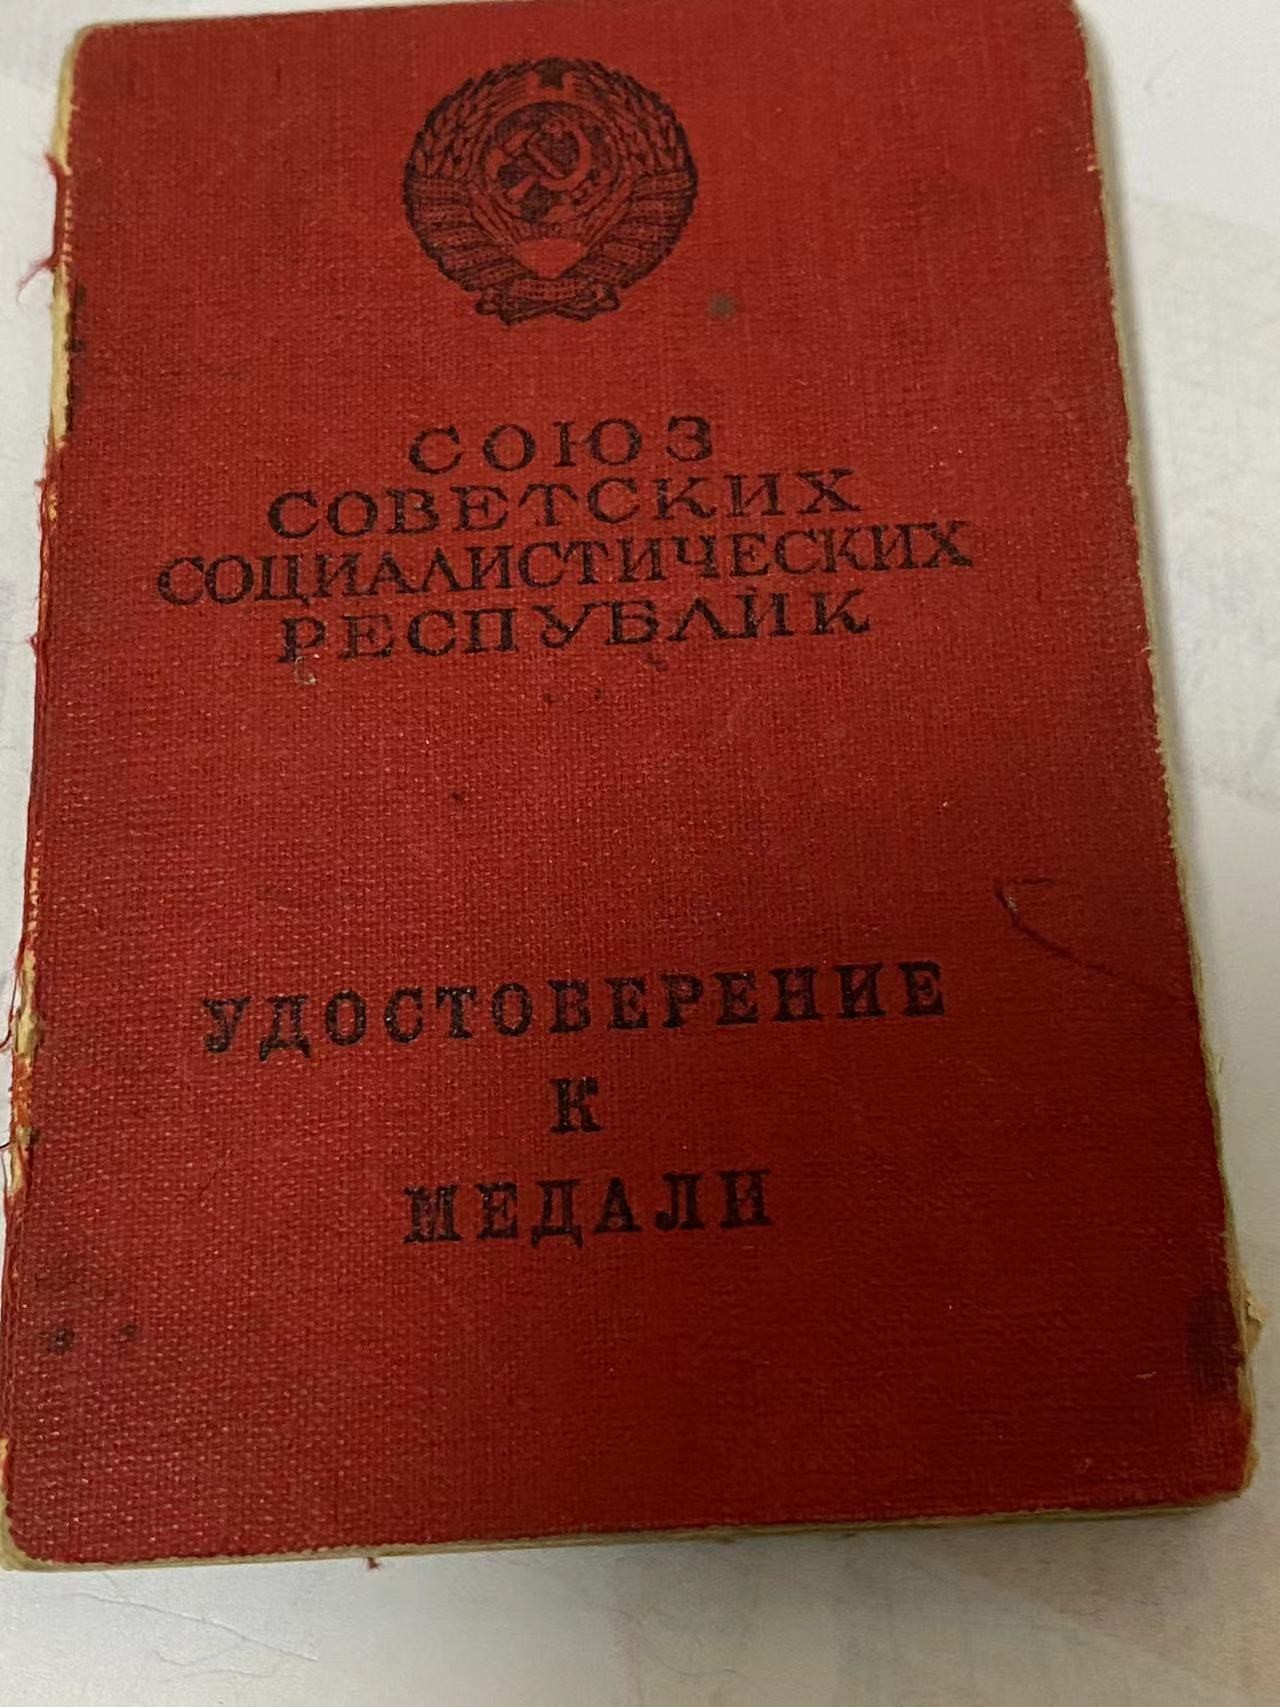 СОЮЗ
СОВЕТСКИХ
СОЦИАЛИСТИЧЕСКИХ
РЕСПУБЛИК
УДОСТОВЕРЕНИЕ
К
МЕДАЛИ